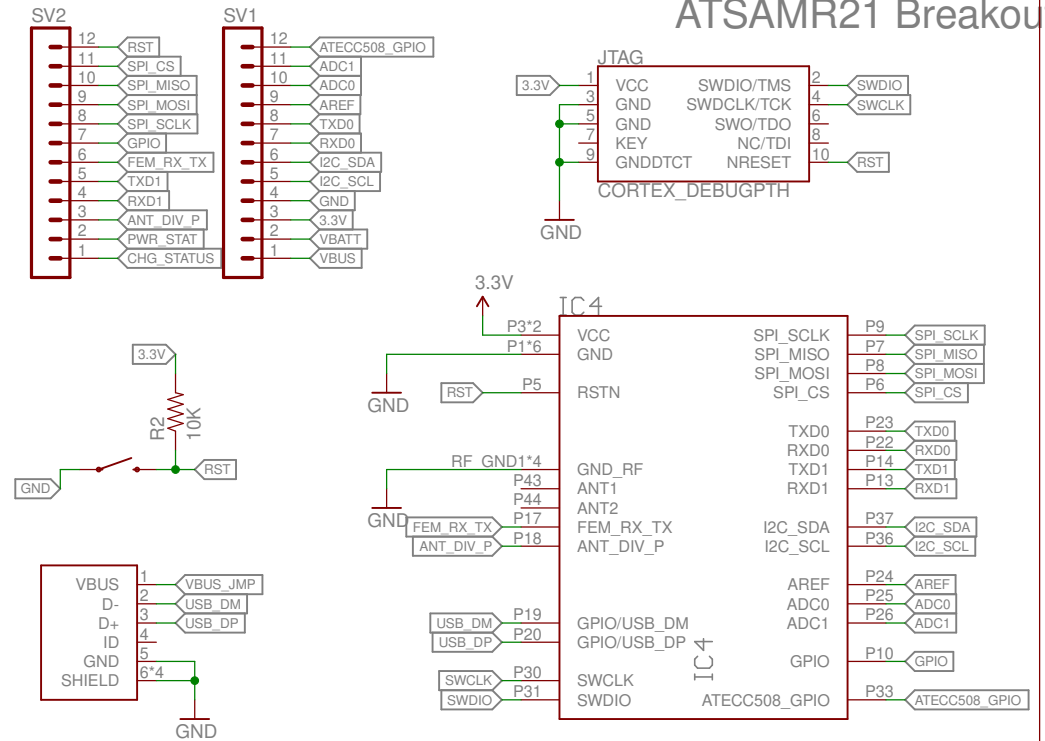 ATSAMR21 Breakou
SV2
12 RST
11 SPI_CS
10 SPI_MISO
9 SPI_MOSI
8 SPI_SCLK
7 GPIO
6 FEM_RX_TX
5 TXD1
4 RXD1
3 ANT_DIV_P
2 PWR_STAT
1 CHG_STATUS
SV1
12 ATECC508_GPIO
11 ADC1
10 ADC0
9 AREF
8 TXD0
7 RXD0
6 I2C_SDA
5 I2C_SCL
4 GND
3 3.3V
2 VBATT
1 VBUS
JTAG
3.3V 1 VCC SWDIO/TMS 2 SWDIO
3 GND SWDCLK/TCK 4 SWCLK
5 GND SWO/TDO 6
7 KEY NC/TDI 8
9 GNDDTCT NRESET 10 RST
CORTEX_DEBUGPTH
GND
3.3V
R2
10K
GND
RST
VBUS 1 VBUS_JMP
D- 2 USB_DM
D+ 3 USB_DP
ID 4
GND 5
SHIELD 6*4
GND
3.3V
IC4
P3*2 VCC SPI_SCLK P9 SPI_SCLK
P1*6 GND SPI_MISO P7 SPI_MISO
SPI_MOSI P8 SPI_MOSI
GND
RST P5 RSTN SPI_CS P6 SPI_CS
TXD0 P23 TXD0
RXD0 P22 RXD0
RF_GND1*4 GND_RF TXD1 P14 TXD1
P43 ANT1 RXD1 P13 RXD1
P44 ANT2
GND
FEM_RX_TX P17 FEM_RX_TX I2C_SDA P37 I2C_SDA
ANT_DIV_P P18 ANT_DIV_P I2C_SCL P36 I2C_SCL
AREF P24 AREF
ADC0 P25 ADC0
USB_DM P19 GPIO/USB_DM ADC1 P26 ADC1
USB_DP P20 GPIO/USB_DP
IC4
GPIO P10 GPIO
SWCLK P30 SWCLK
SWDIO P31 SWDIO ATECC508_GPIO P33 ATECC508_GPIO